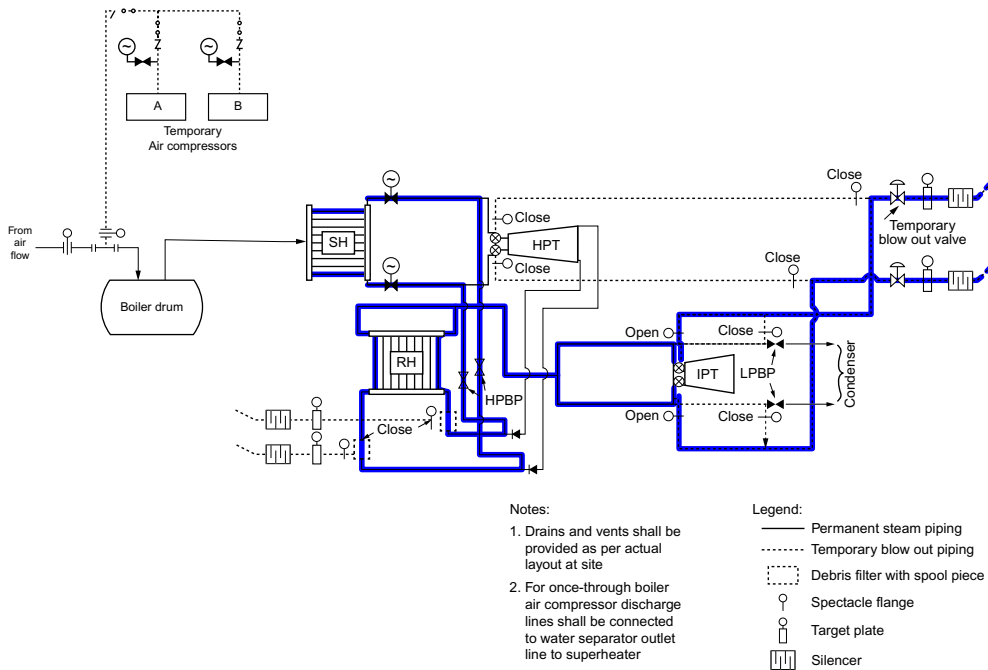 A
B
Temporary
Air compressors
From
air
flow
Boiler drum
SH
Close
HPT
Close
Close
Close
Temporary
blow out valve
RH
HPBP
Open
Close
IPT
LPBP
Condenser
Open
Close
Close
Notes:
1. Drains and vents shall be
provided as per actual
layout at site
2. For once-through boiler
air compressor discharge
lines shall be connected
to water separator outlet
line to superheater
Legend:
Permanent steam piping
Temporary blow out piping
Debris filter with spool piece
Spectacle flange
Target plate
Silencer